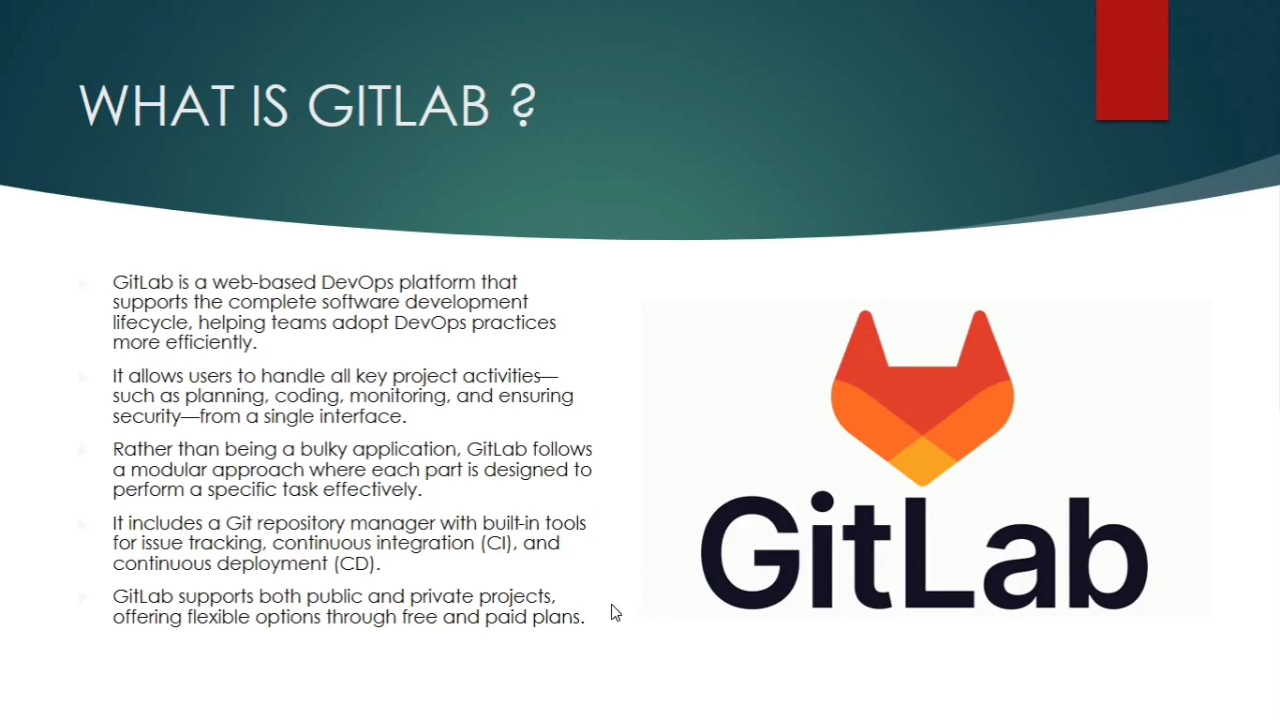 WHAT IS GITLAB ?
GitLab is a web-based DevOps platform that
supports the complete software development
lifecycle, helping teams adopt DevOps practices
more efficiently.
It allows users to handle all key project activities—
such as planning, coding, monitoring, and ensuring
security—from a single interface.
Rather than being a bulky application, GitLab follows
a modular approach where each part is designed to
perform a specific task effectively.
It includes a Git repository manager with built-in tools
for issue tracking, continuous integration (CI), and
continuous deployment (CD).
GitLab supports both public and private projects,
offering flexible options through free and paid plans.
GitLab